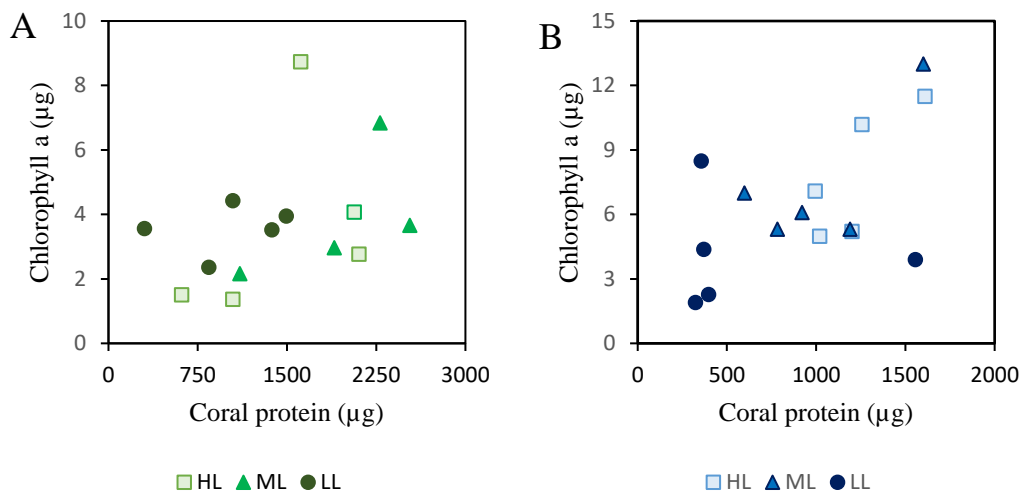 A
Chlorophyll a (µg)
10
8
6
4
2
0
0 750 1500 2250 3000
Coral protein (µg)
HL ML LL
B
Chlorophyll a (µg)
15
12
9
6
3
0
0 500 1000 1500 2000
Coral protein (µg)
HL ML LL